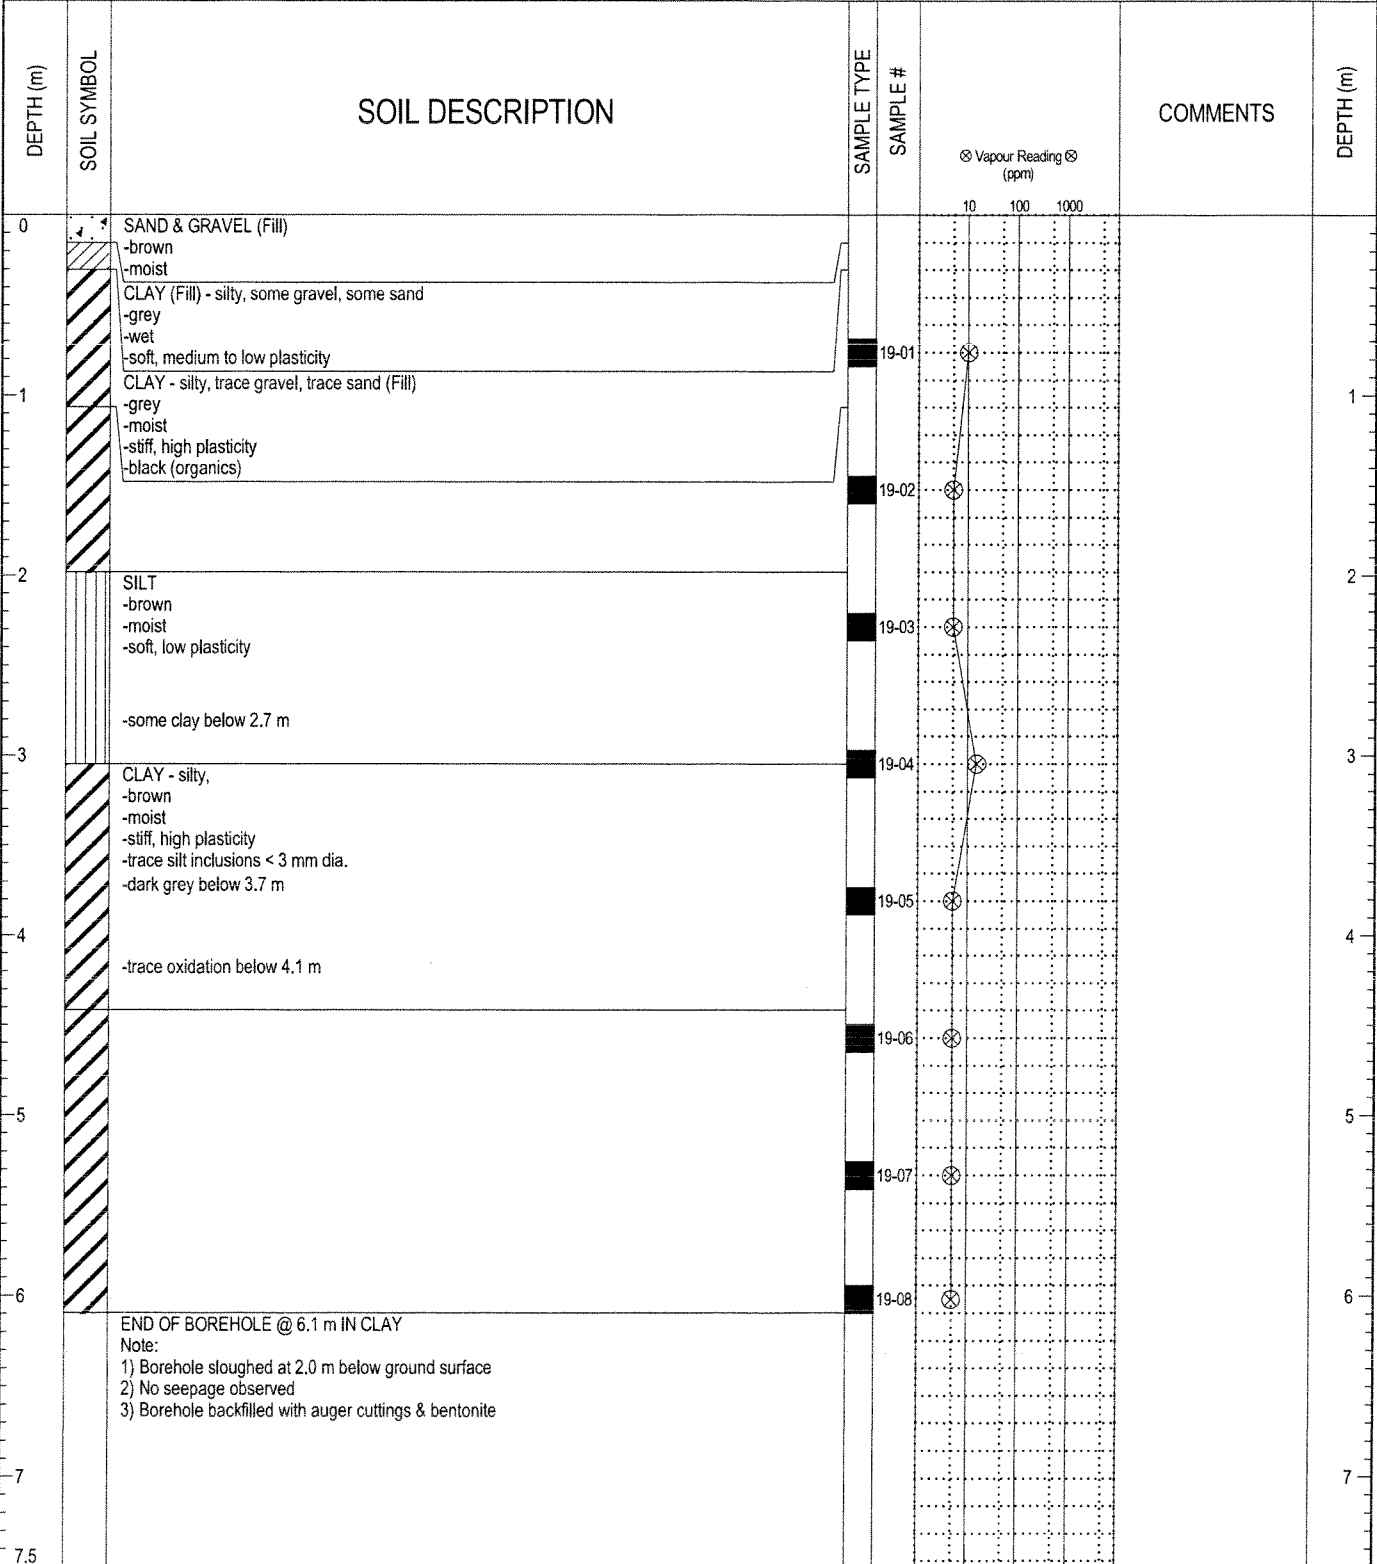 DEPTH (m)
SOIL SYMBOL
SOIL DESCRIPTION
SAMPLE TYPE
SAMPLE #
⊗ Vapour Reading ⊗
(ppm)
10 100 1000
COMMENTS
DEPTH (m)
0
SAND & GRAVEL (Fill)
-brown
-moist
CLAY (Fill) - silty, some gravel, some sand
-grey
-wet
-soft, medium to low plasticity
19-01
CLAY - silty, trace gravel, trace sand (Fill)
1
1
-grey
-moist
-stiff, high plasticity
-black (organics)
19-02
2
2
SILT
-brown
-moist
19-03
-soft, low plasticity
-some clay below 2.7 m
3
3
19-04
CLAY - silty,
-brown
-moist
-stiff, high plasticity
-trace silt inclusions < 3 mm dia.
-dark grey below 3.7 m
19-05
4
4
-trace oxidation below 4.1 m
19-06
5
5
19-07
6
6
19-08
END OF BOREHOLE @ 6.1 m IN CLAY
Note:
1) Borehole sloughed at 2.0 m below ground surface
2) No seepage observed
3) Borehole backfilled with auger cuttings & bentonite
7
7
7.5